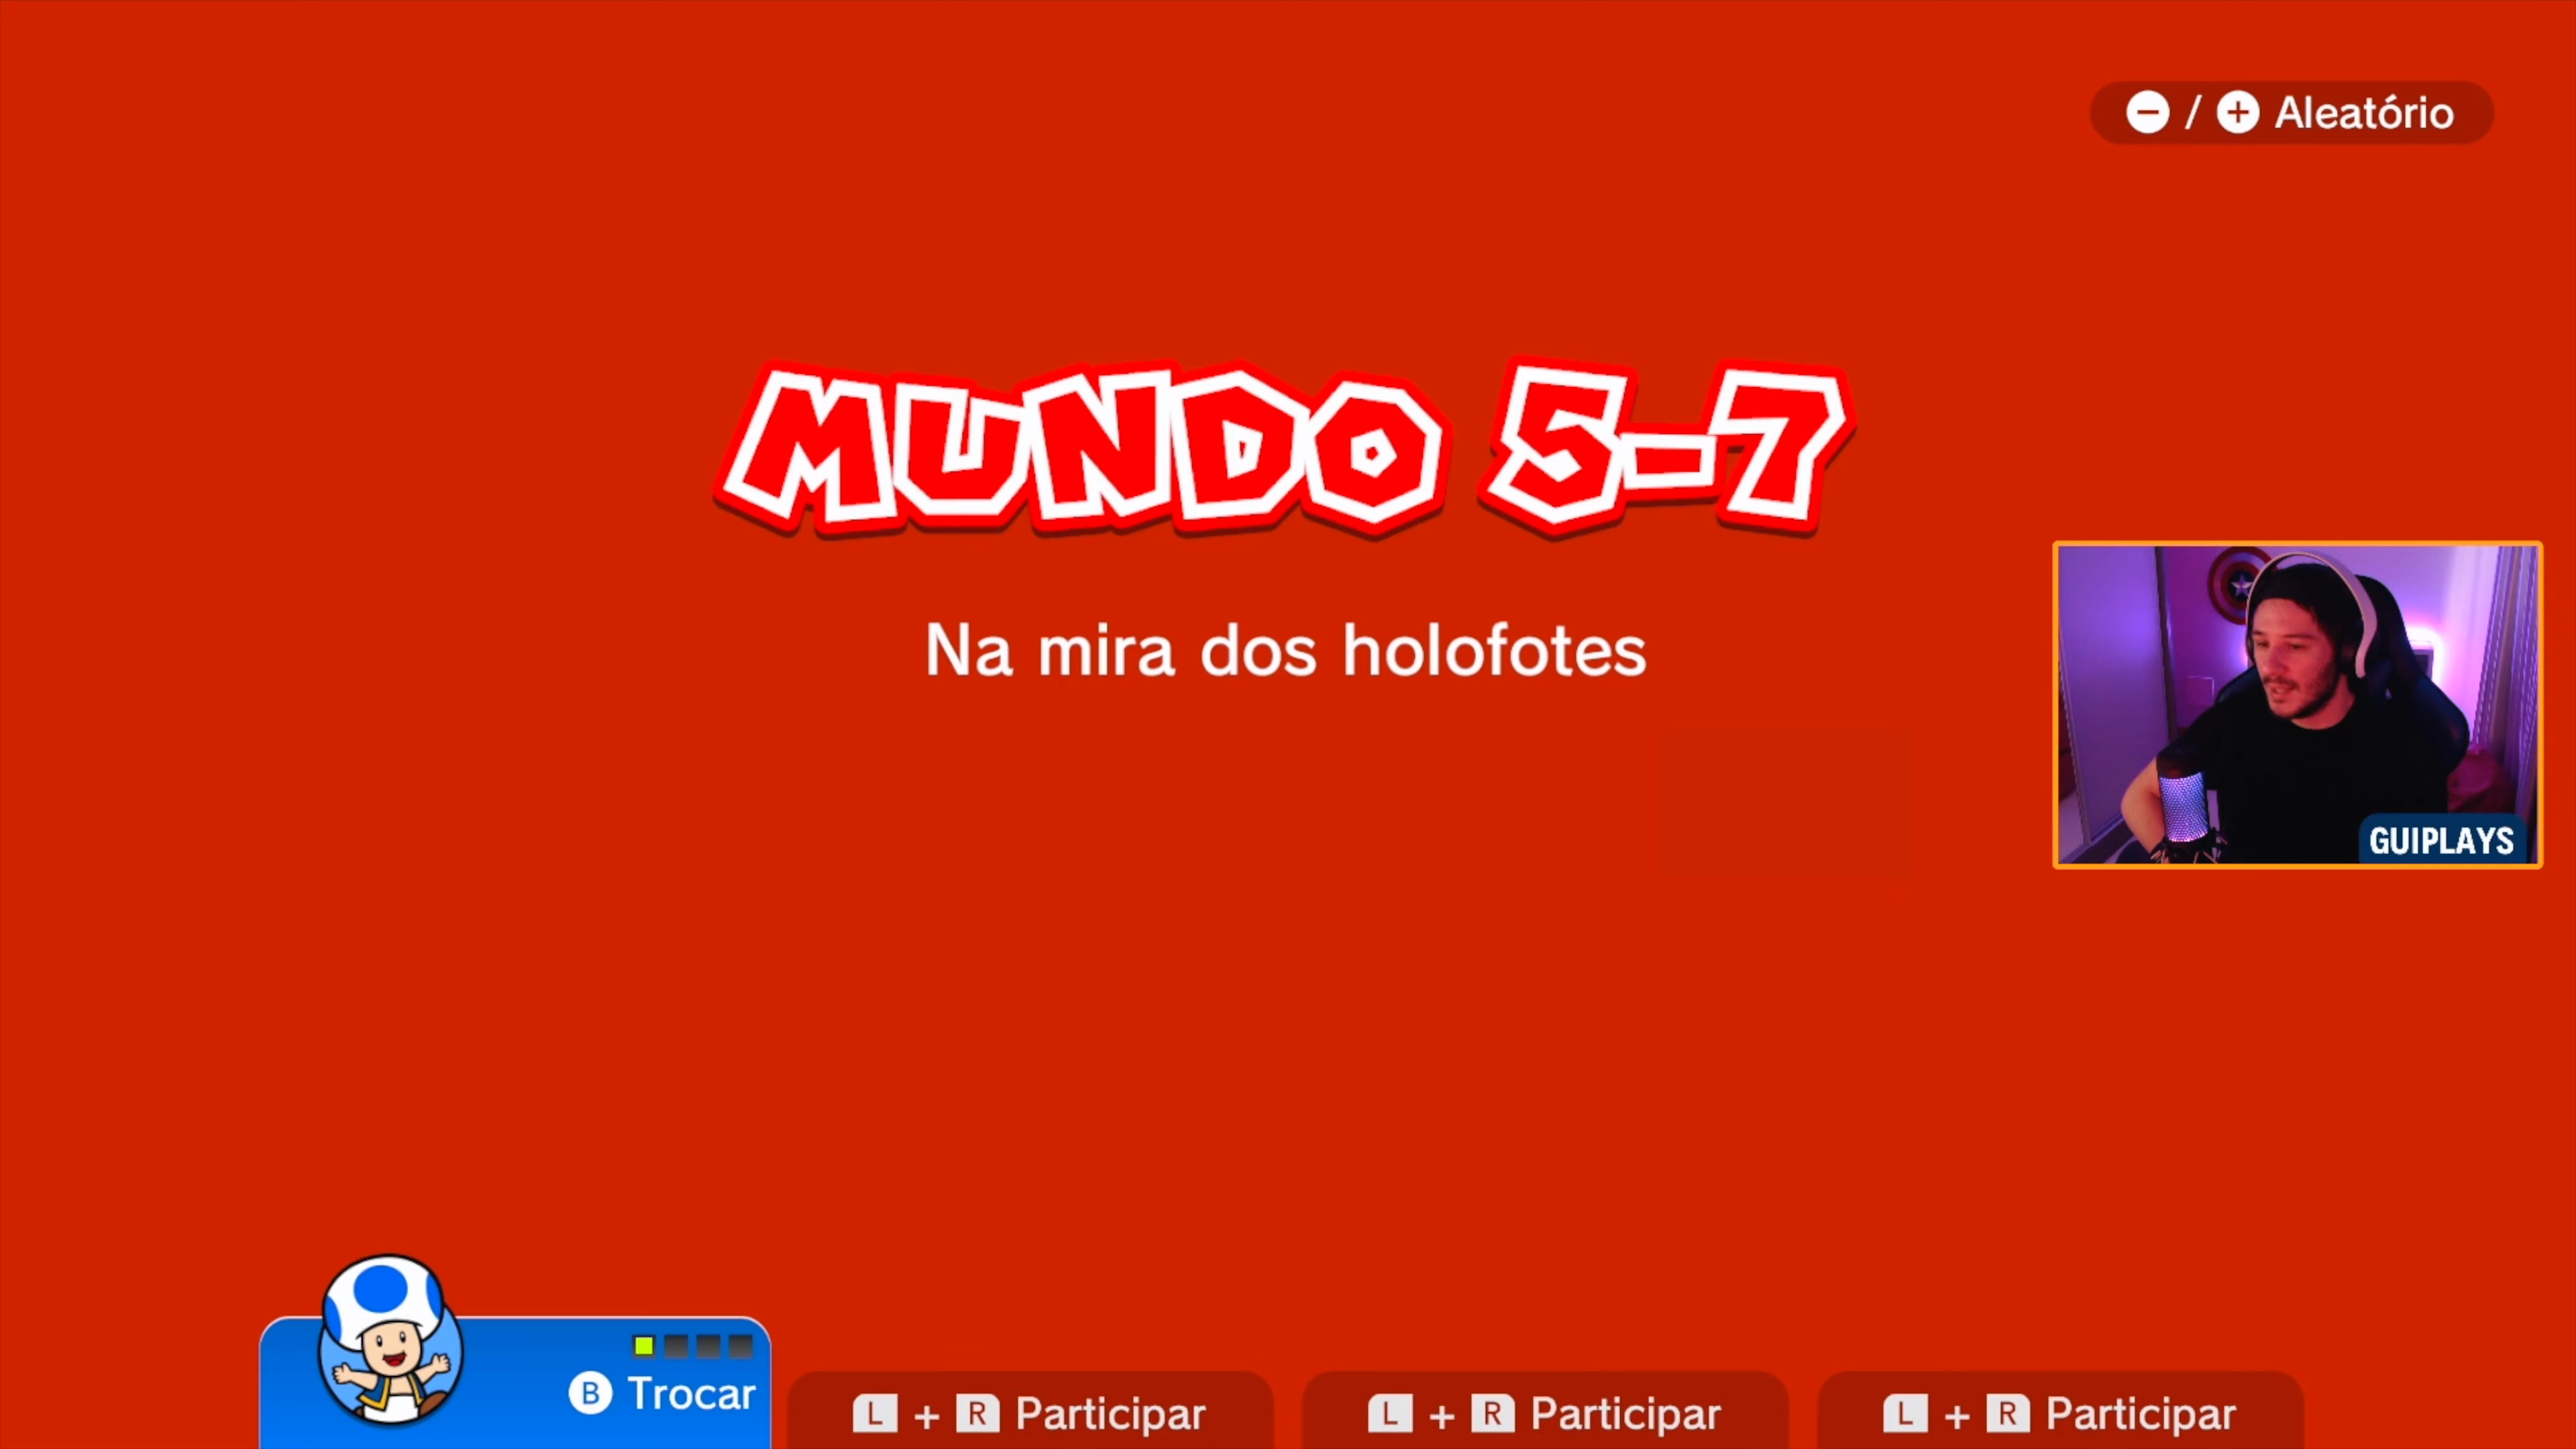 − / + Aleatório
MUNDO 5-7
Na mira dos holofotes
GUIPLAYS
B Trocar
L + R Participar
L + R Participar
L + R Participar